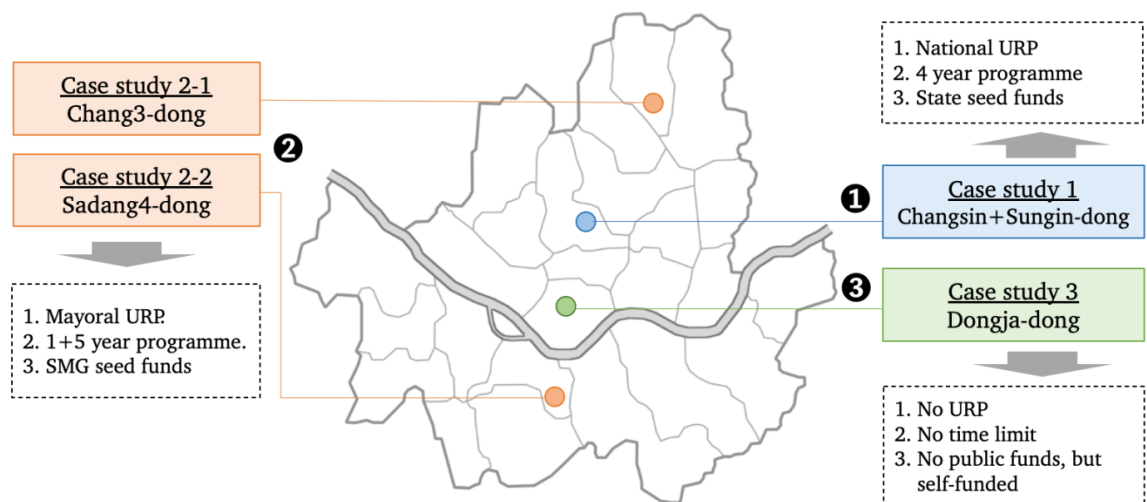 Case study 2-1
Chang3-dong
❷
Case study 2-2
Sadang4-dong
1. Mayoral URP.
2. 1+5 year programme.
3. SMG seed funds
1. National URP
2. 4 year programme
3. State seed funds
❶
Case study 1
Changsin+Sungin-dong
❸
Case study 3
Dongja-dong
1. No URP
2. No time limit
3. No public funds, but
self-funded